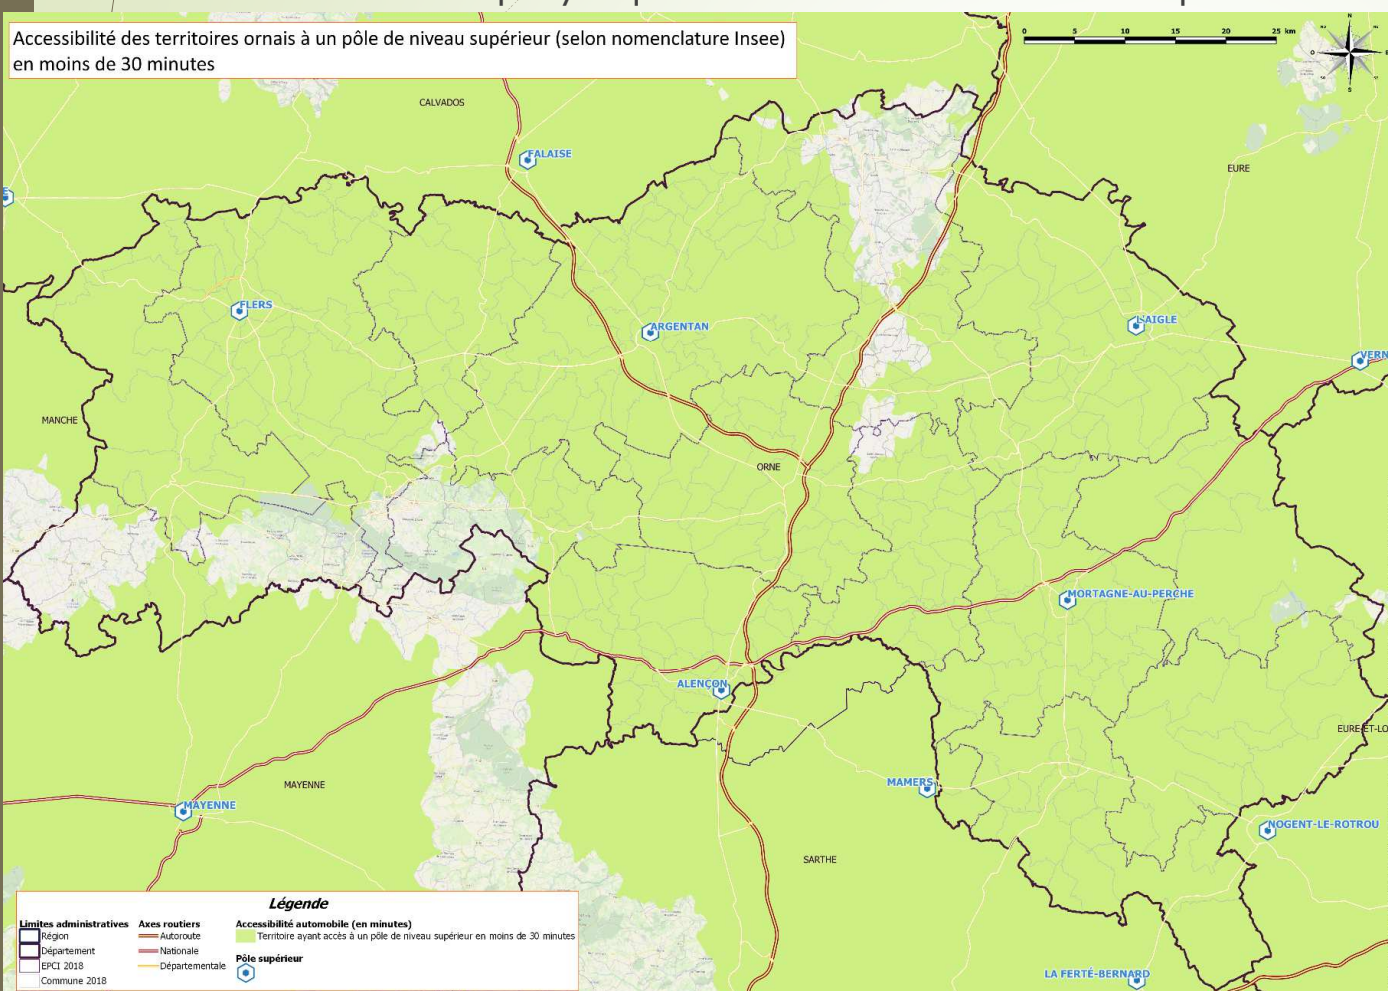 Accessibilité des territoires ornais à un pôle de niveau supérieur (selon nomenclature Insee)
en moins de 30 minutes
0 5 10 15 20 25 km
N
O
E
S
CALVADOS
FALAISE
EURE
FLERS
ARGENTAN
L'AIGLE
VERN
MANCHE
ORNE
MORTAGNE-AU-PERCHE
ALENÇON
EURE-ET-LO
MAYENNE
MAMERS
MAYENNE
NOGENT-LE-ROTROU
SARTHE
LA FERTÉ-BERNARD
Légende
Limites administratives
Région
Département
EPCI 2018
Commune 2018
Axes routiers
Autoroute
Nationale
Départementale
Accessibilité automobile (en minutes)
Territoire ayant accès à un pôle de niveau supérieur en moins de 30 minutes
Pôle supérieur